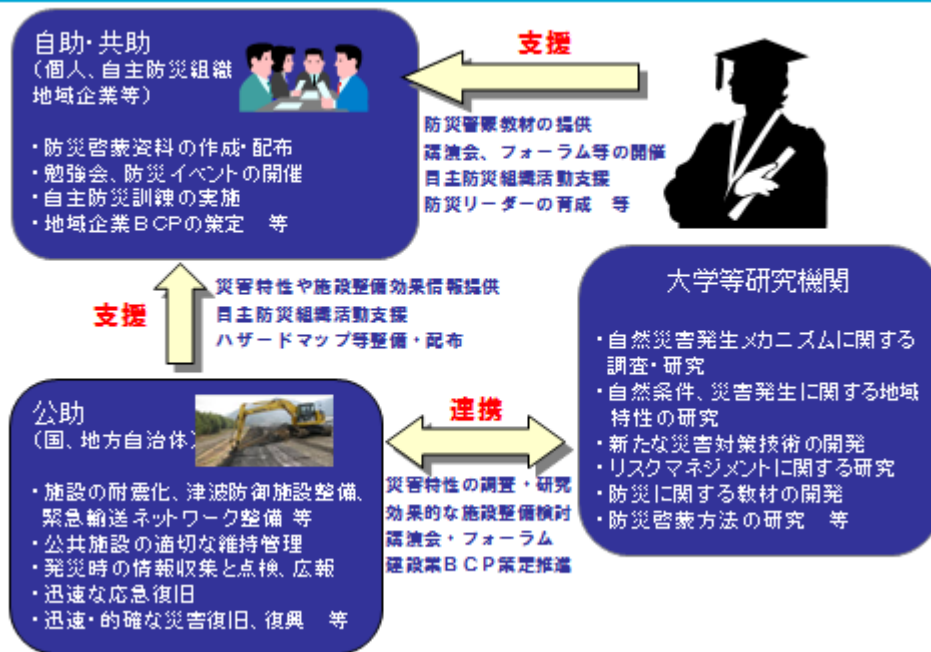 自助・共助
（個人、自主防災組織
地域企業等）
・防災啓蒙資料の作成・配布
・勉強会、防災イベントの開催
・自主防災訓練の実施
・地域企業ＢＣＰの策定　等
支援
防災啓蒙教材の提供
講演会、フォーラム等の開催
自主防災組織活動支援
防災リーダーの育成　等
支援
災害特性や施設整備効果情報提供
自主防災組織活動支援
ハザードマップ等整備・配布
大学等研究機関
・自然災害発生メカニズムに関する
調査・研究
・自然条件、災害発生に関する地域
特性の研究
・新たな災害対策技術の開発
・リスクマネジメントに関する研究
・防災に関する教材の開発
・防災啓蒙方法の研究　等
公助
（国、地方自治体）
・施設の耐震化、津波防御施設整備、
緊急輸送ネットワーク整備 等
・公共施設の適切な維持管理
・発災時の情報収集と点検、広報
・迅速な応急復旧
・迅速・的確な災害復旧、復興　等
連携
災害特性の調査・研究
効果的な施設整備検討
講演会・フォーラム
建設業ＢＣＰ策定推進